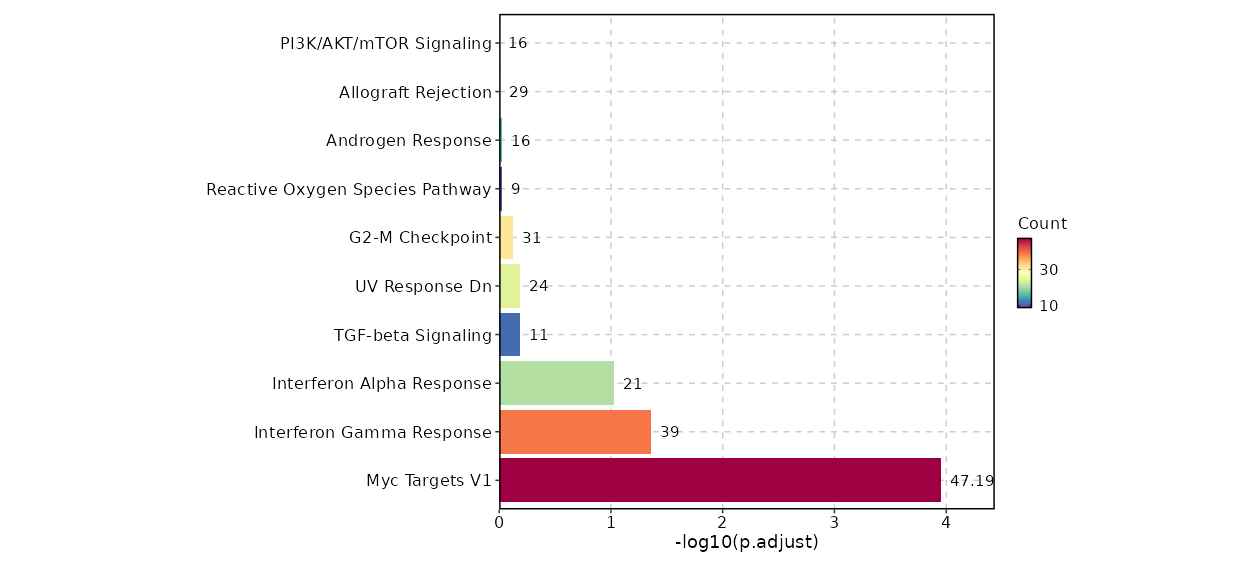 PI3K/AKT/mTOR Signaling 16
Allograft Rejection 29
Androgen Response 16
Reactive Oxygen Species Pathway 9
G2-M Checkpoint 31
UV Response Dn 24
TGF-beta Signaling 11
Interferon Alpha Response 21
Interferon Gamma Response 39
Myc Targets V1 47.19
0 1 2 3 4
-log10(p.adjust)
Count
30
10